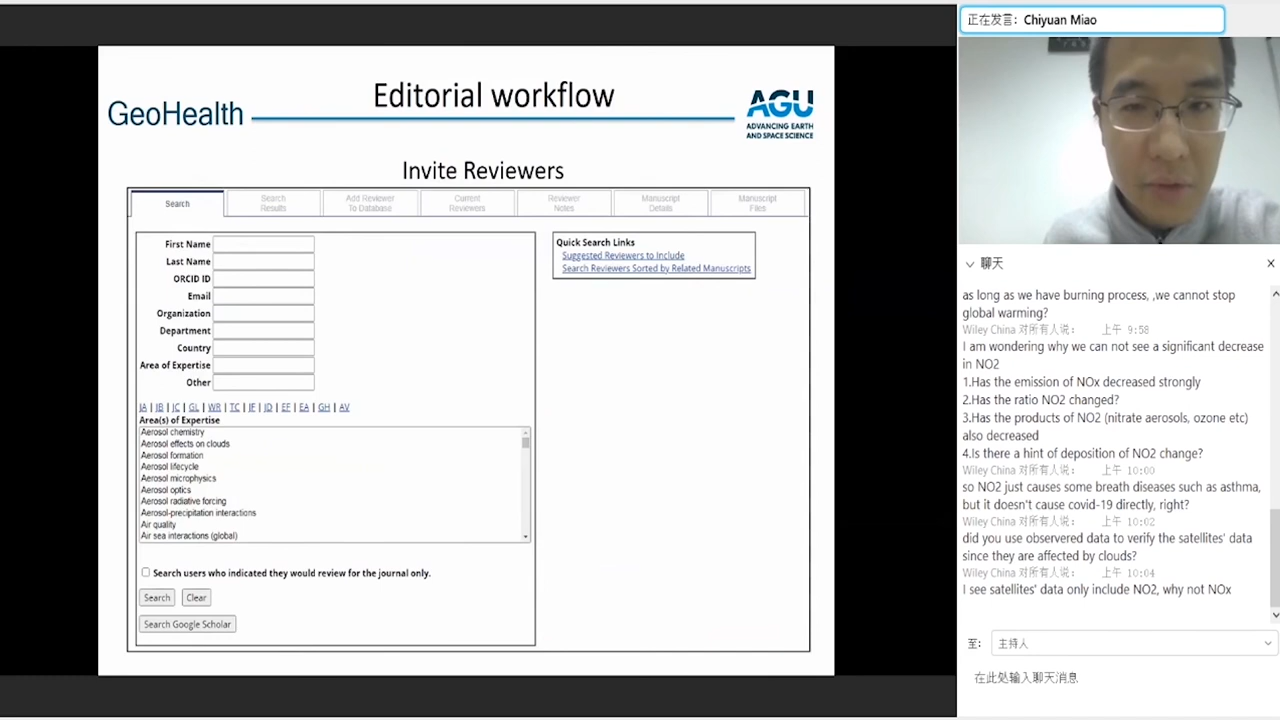 正在发言: Chiyuan Miao
GeoHealth
Editorial workflow
AGU
ADVANCING EARTH
AND SPACE SCIENCE
Invite Reviewers
Search
Search
Results
Add Reviewer
To Database
Current
Reviewers
Reviewer
Notes
Manuscript
Details
Manuscript
Files
First Name
Last Name
ORCID ID
Email
Organization
Department
Country
Area of Expertise
Other
JA | JB | JC | GL | WR | TC | JF | JD | EF | EA | GH | AV
Area(s) of Expertise
Aerosol chemistry
Aerosol effects on clouds
Aerosol formation
Aerosol lifecycle
Aerosol microphysics
Aerosol optics
Aerosol radiative forcing
Aerosol-precipitation interactions
Air quality
Air sea interactions (global)
Search users who indicated they would review for the journal only.
Search
Clear
Search Google Scholar
Quick Search Links
Suggested Reviewers to Include
Search Reviewers Sorted by Related Manuscripts
聊天
as long as we have burning process, ,we cannot stop
global warming?
Wiley China 对所有人说: 上午 9:58
I am wondering why we can not see a significant decrease
in NO2
1.Has the emission of NOx decreased strongly
2.Has the ratio NO2 changed?
3.Has the products of NO2 (nitrate aerosols, ozone etc)
also decreased
4.Is there a hint of deposition of NO2 change?
Wiley China 对所有人说: 上午 10:00
so NO2 just causes some breath diseases such as asthma,
but it doesn't cause covid-19 directly, right?
Wiley China 对所有人说: 上午 10:02
did you use observered data to verify the satellites' data
since they are affected by clouds?
Wiley China 对所有人说: 上午 10:04
I see satellites' data only include NO2, why not NOx
至: 主持人
在此处输入聊天消息